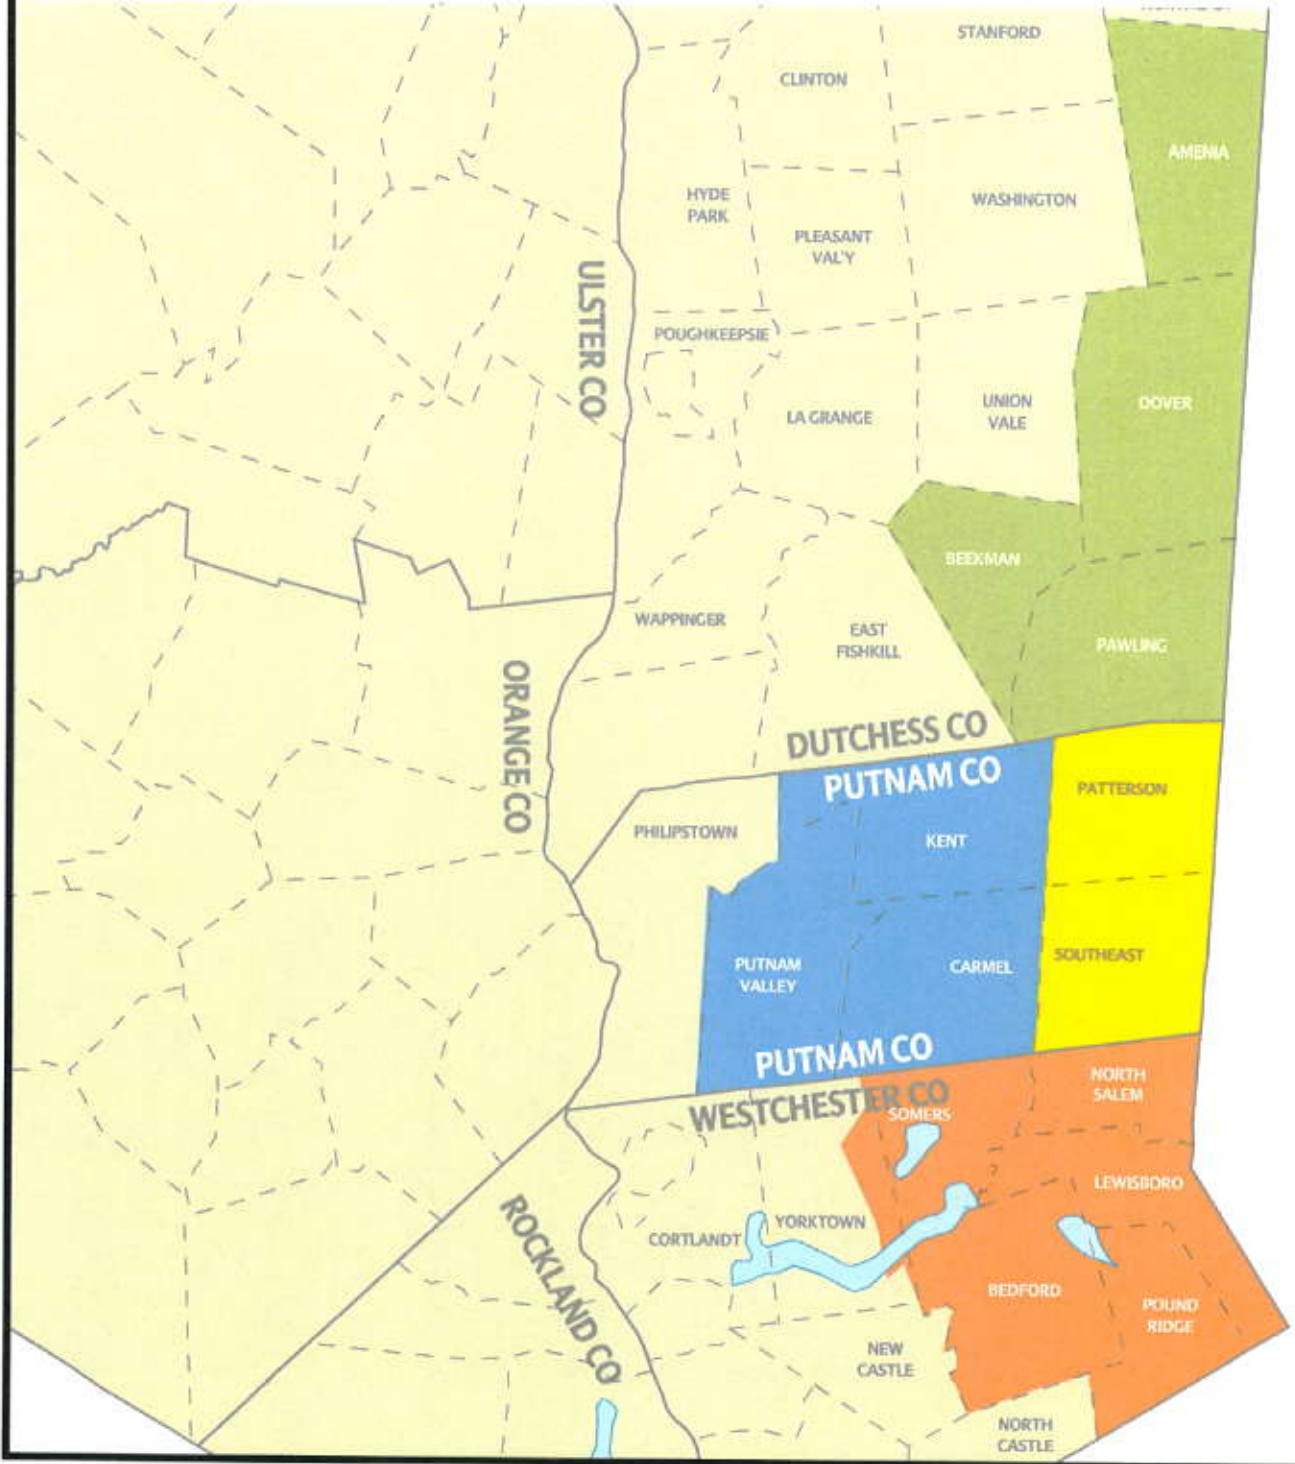 STANFORD
CLINTON
AMENIA
HYDE
PARK
WASHINGTON
PLEASANT
VAL'Y
ULSTER CO
POUGHKEEPSIE
LA GRANGE
UNION
VALE
DOVER
BEEKMAN
WAPPINGER
EAST
FISHKILL
PAWLING
ORANGE CO
DUTCHESS CO
PUTNAM CO
PATTERSON
PHILIPSTOWN
KENT
PUTNAM
VALLEY
CARMEL
SOUTHEAST
PUTNAM CO
WESTCHESTER CO
NORTH
SALEM
SOMERS
LEWISBORO
ROCKLAND CO
CORTLANDT
YORKTOWN
BEDFORD
POUND
RIDGE
NEW
CASTLE
NORTH
CASTLE